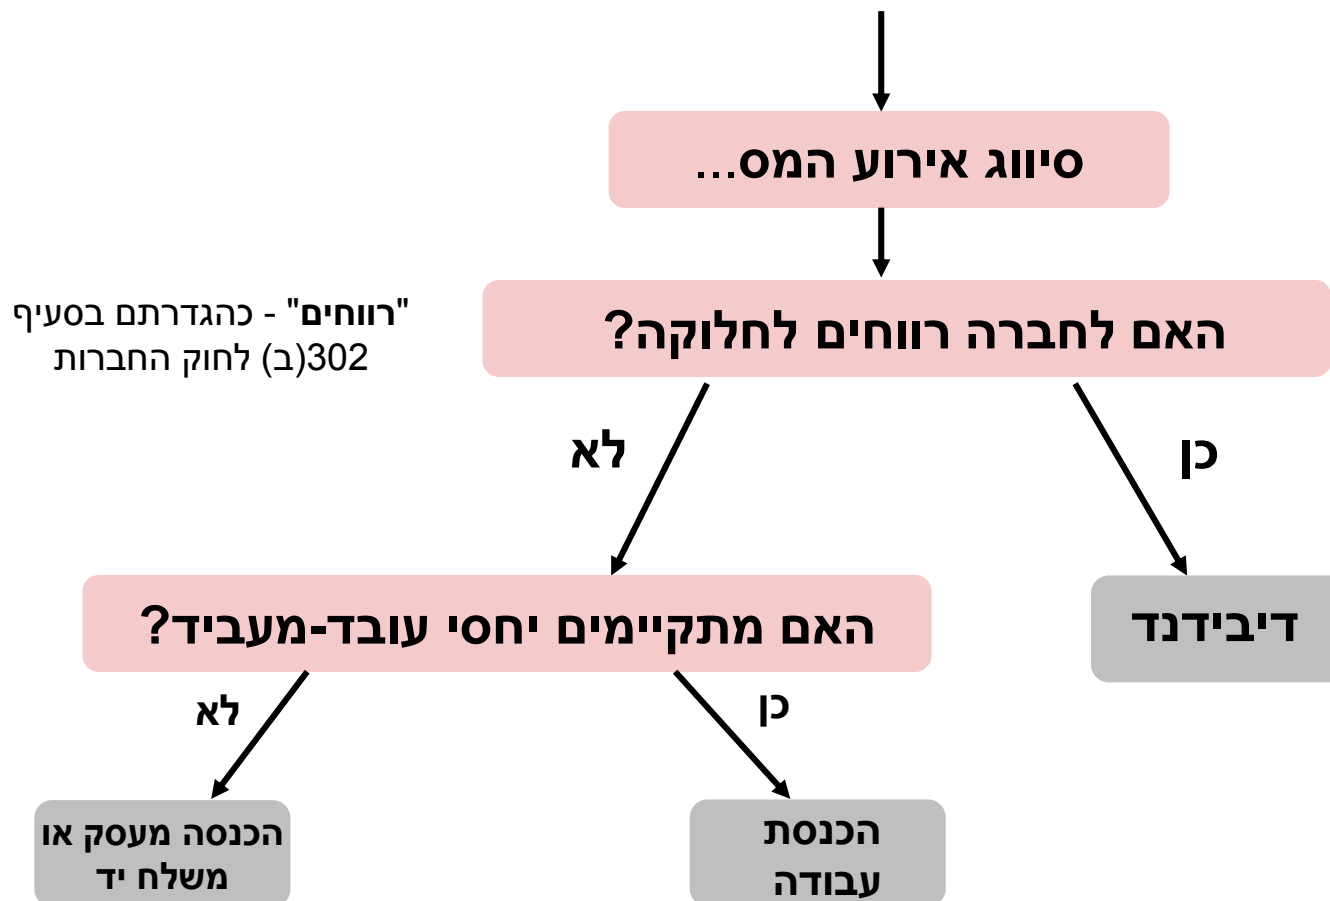 סיווג אירוע המס...
האם לחברה רווחים לחלוקה?
"רווחים" - כהגדרתם בסעיף
302(ב) לחוק החברות
כן
לא
דיבידנד
האם מתקיימים יחסי עובד-מעביד?
כן
לא
הכנסת
עבודה
הכנסה מעסק או
משלח יד